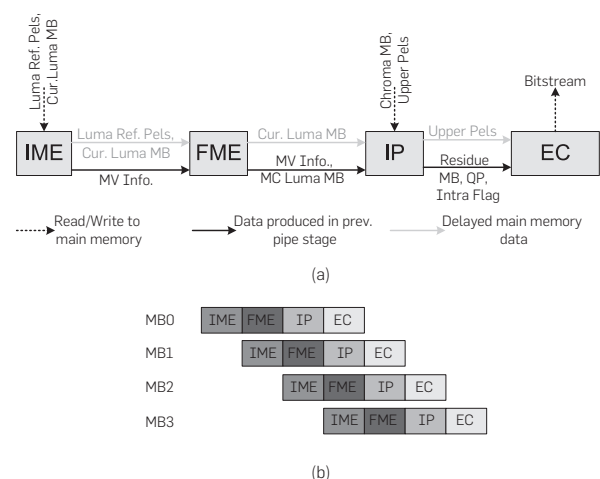 Luma Ref. Pels,
Cur.Luma MB
Chroma MB,
Upper Pels
Bitstream
IME
Luma Ref. Pels,
Cur. Luma MB
MV Info.
FME
Cur. Luma MB
MV Info.,
MC Luma MB
IP
Upper Pels
Residue
MB, QP,
Intra Flag
EC
Read/Write to
main memory
Data produced in prev.
pipe stage
Delayed main memory
data
(a)
MB0 IME FME IP EC
MB1 IME FME IP EC
MB2 IME FME IP EC
MB3 IME FME IP EC
(b)